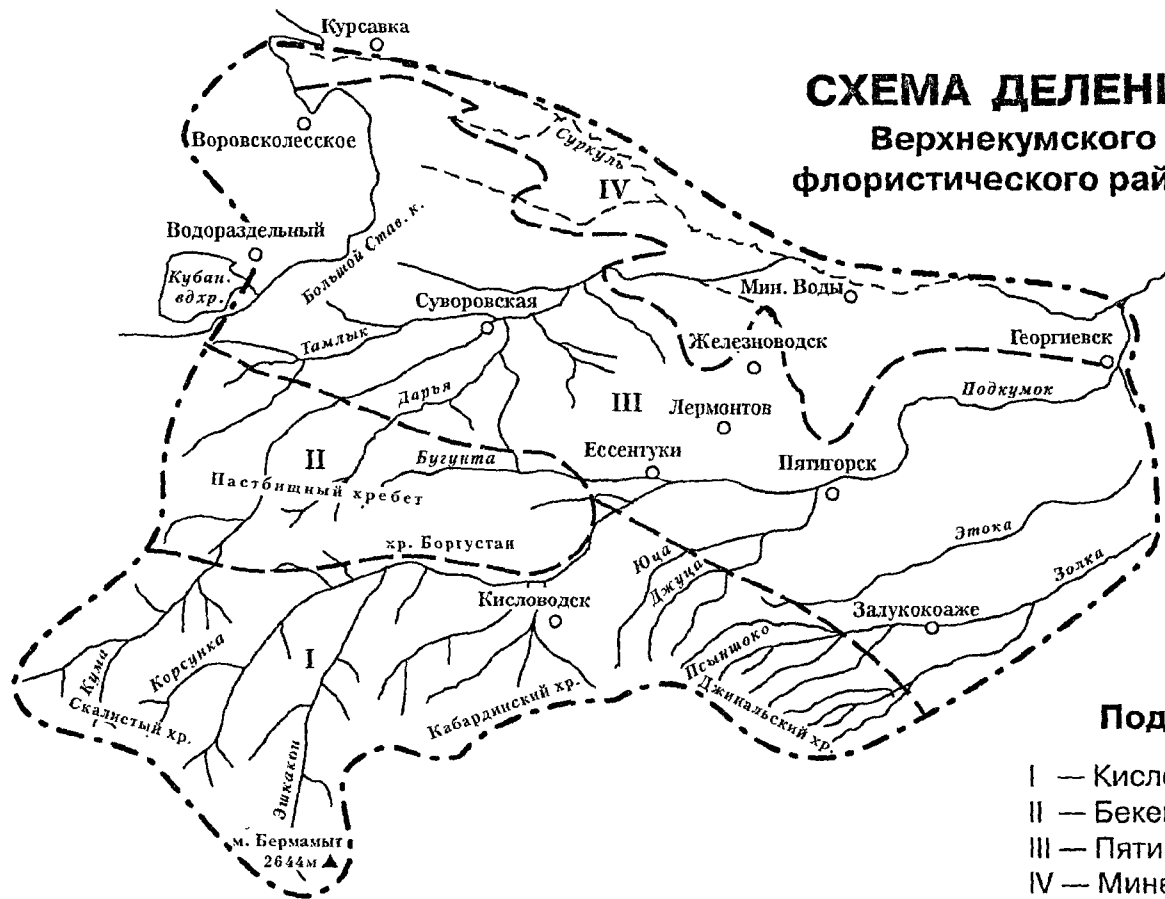 СХЕМА ДЕЛЕНИ
Верхнекумского
флористического рай
Курсавка
Воровсколесское
Суркуль
IV
Водораздельный
Кубан.
вдхр.
Большой Став. к.
Суворовская
Мин. Воды
Тамлык
Железноводск
Георгиевск
Дарья
III
Лермонтов
Подкумок
II
Бугунта
Ессентуки
Пятигорск
Пастбищный хребет
хр. Боргустан
Юца
Этока
Джуца
Золка
Кисловодск
Залукокоаже
Кума
Корсунка
I
Псыншоко
Скалистый хр.
Кабардинский хр.
Джинальский хр.
Эшкакон
м. Бермамыт
2644м
Под
I — Кисло
II — Бекеш
III — Пяти
IV — Мине